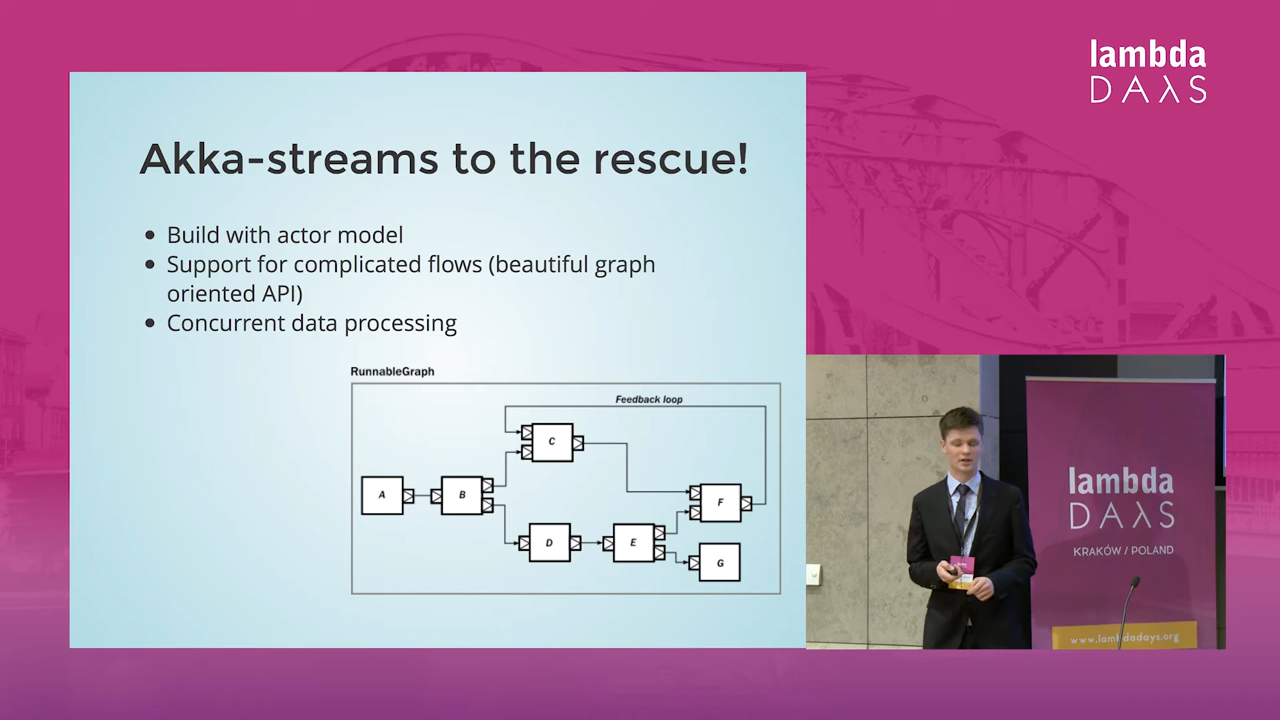 lambda
DAλS
Akka-streams to the rescue!
Build with actor model
Support for complicated flows (beautiful graph
oriented API)
Concurrent data processing
RunnableGraph
Feedback loop
C
A
B
F
D
E
G
lambda
DAλS
KRAKÓW / POLAND
www.lambdadays.org